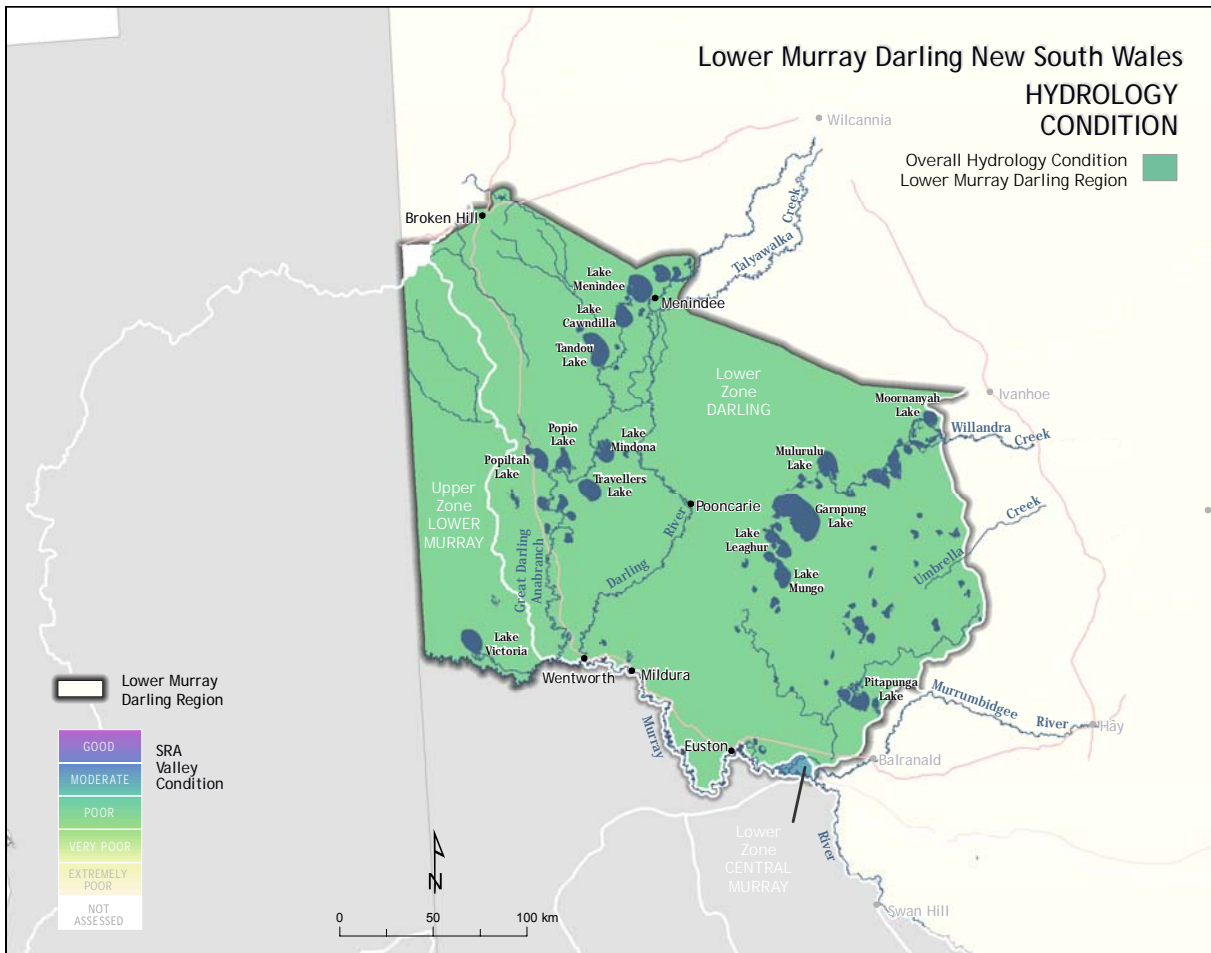 Lower Murray Darling New South Wales
HYDROLOGY
CONDITION
Overall Hydrology Condition
Lower Murray Darling Region
Wilcannia
Talyawalka
Creek
Broken Hill
Lake
Menindee
Menindee
Lake
Cawndilla
Tandou
Lake
Lower
Zone
DARLING
Moornanyah
Lake
Ivanhoe
Willandra
Creek
Popio
Lake
Lake
Mindona
Popiltah
Lake
Travellers
Lake
Mulurulu
Lake
Upper
Zone
LOWER
MURRAY
Pooncarie
Garnpung
Lake
Lake
Leaghur
Lake
Mungo
Great Darling
Anabranch
Darling
River
Umbrella
Creek
Lake
Victoria
Wentworth
Mildura
Pitapunga
Lake
Murrumbidgee
River
Hay
Murray
Euston
Balranald
Lower
Zone
CENTRAL
MURRAY
River
Swan Hill
Lower Murray
Darling Region
GOOD
MODERATE
POOR
VERY POOR
EXTREMELY
POOR
NOT
ASSESSED
SRA
Valley
Condition
N
0 50 100 km